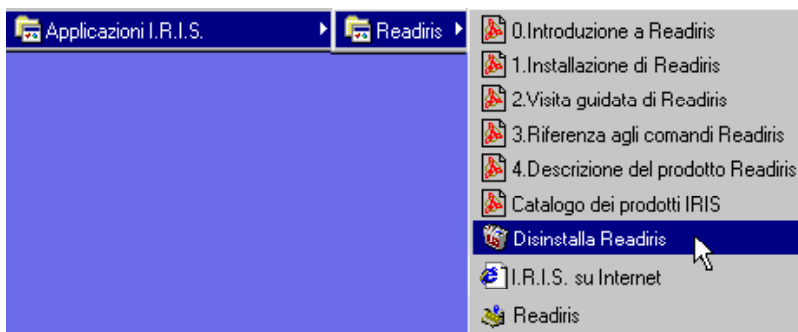 Applicazioni I.R.I.S.
Readiris
0.Introduzione a Readiris
1.Installazione di Readiris
2.Visita guidata di Readiris
3.Riferenza agli comandi Readiris
4.Descrizione del prodotto Readiris
Catalogo dei prodotti IRIS
Disinstalla Readiris
I.R.I.S. su Internet
Readiris